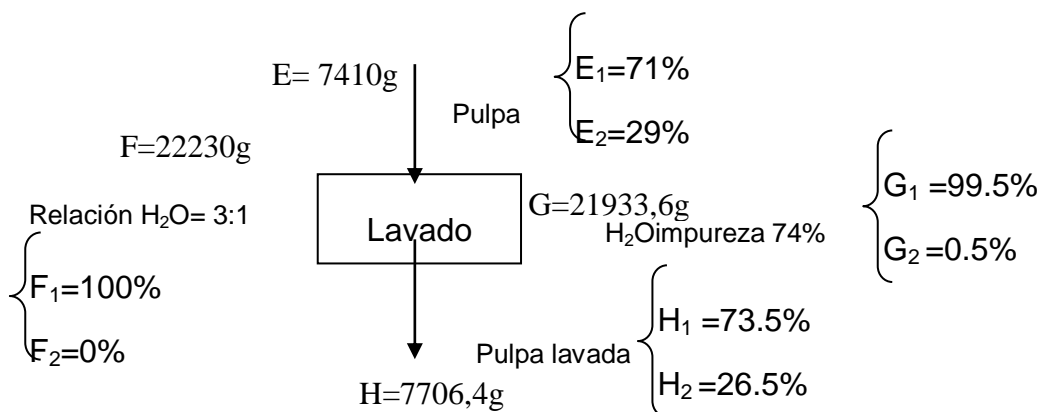 E= 7410g
E₁=71%
Pulpa
E₂=29%
F=22230g
G₁ =99.5%
G=21933,6g
Relación H₂O= 3:1
Lavado
H₂Oimpureza 74%
G₂ =0.5%
F₁=100%
H₁ =73.5%
F₂=0%
Pulpa lavada
H₂ =26.5%
H=7706,4g